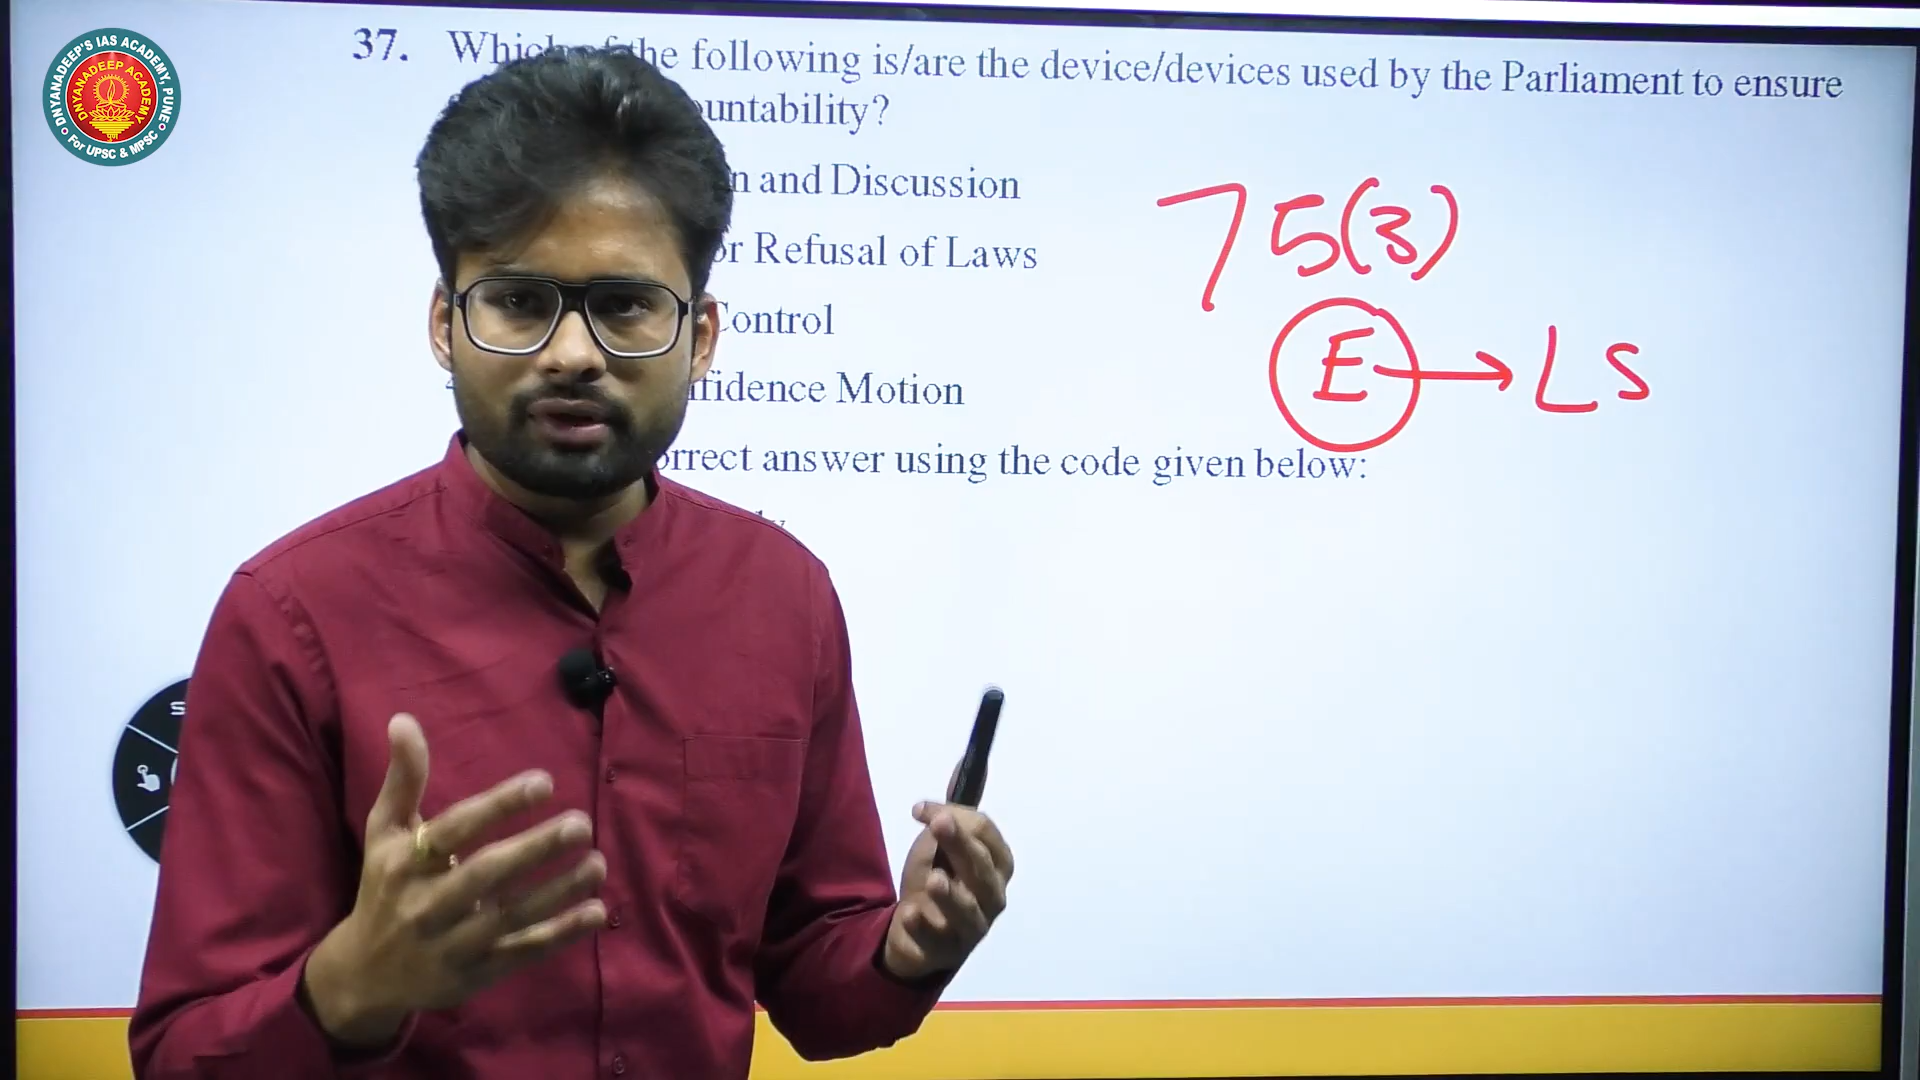 DNYANADEEP'S IAS ACADEMY, PUNE
DNYANADEEP ACADEMY
पुणे
For UPSC & MPSC
37. Which of the following is/are the device/devices used by the Parliament to ensure
untability?
n and Discussion
or Refusal of Laws
Control
fidence Motion
orrect answer using the code given below:
75(3)
E → LS